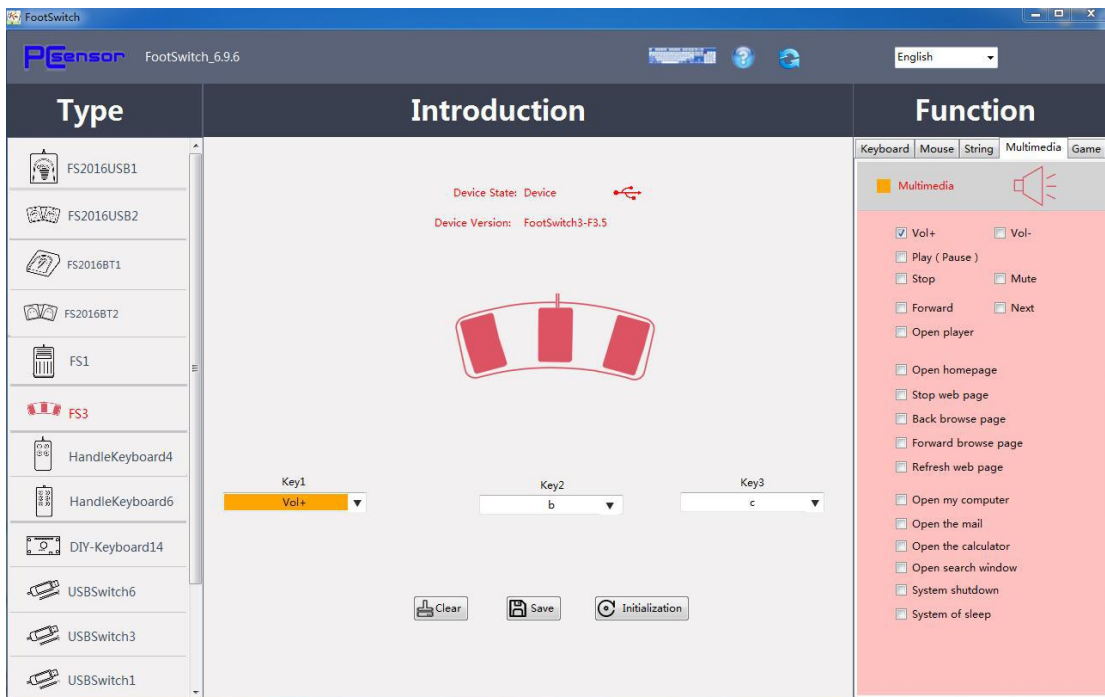 FootSwitch
PCsensor FootSwitch_6.9.6
English
Type
Introduction
Function
FS2016USB1
FS2016USB2
FS2016BT1
FS2016BT2
FS1
FS3
HandleKeyboard4
HandleKeyboard6
DIY-Keyboard14
USBSwitch6
USBSwitch3
USBSwitch1
Device State: Device
Device Version: FootSwitch3-F3.5
Key1
Vol+
Key2
b
Key3
c
Clear
Save
Initialization
Keyboard Mouse String Multimedia Game
Multimedia
Vol+ Vol-
Play ( Pause )
Stop Mute
Forward Next
Open player
Open homepage
Stop web page
Back browse page
Forward browse page
Refresh web page
Open my computer
Open the mail
Open the calculator
Open search window
System shutdown
System of sleep